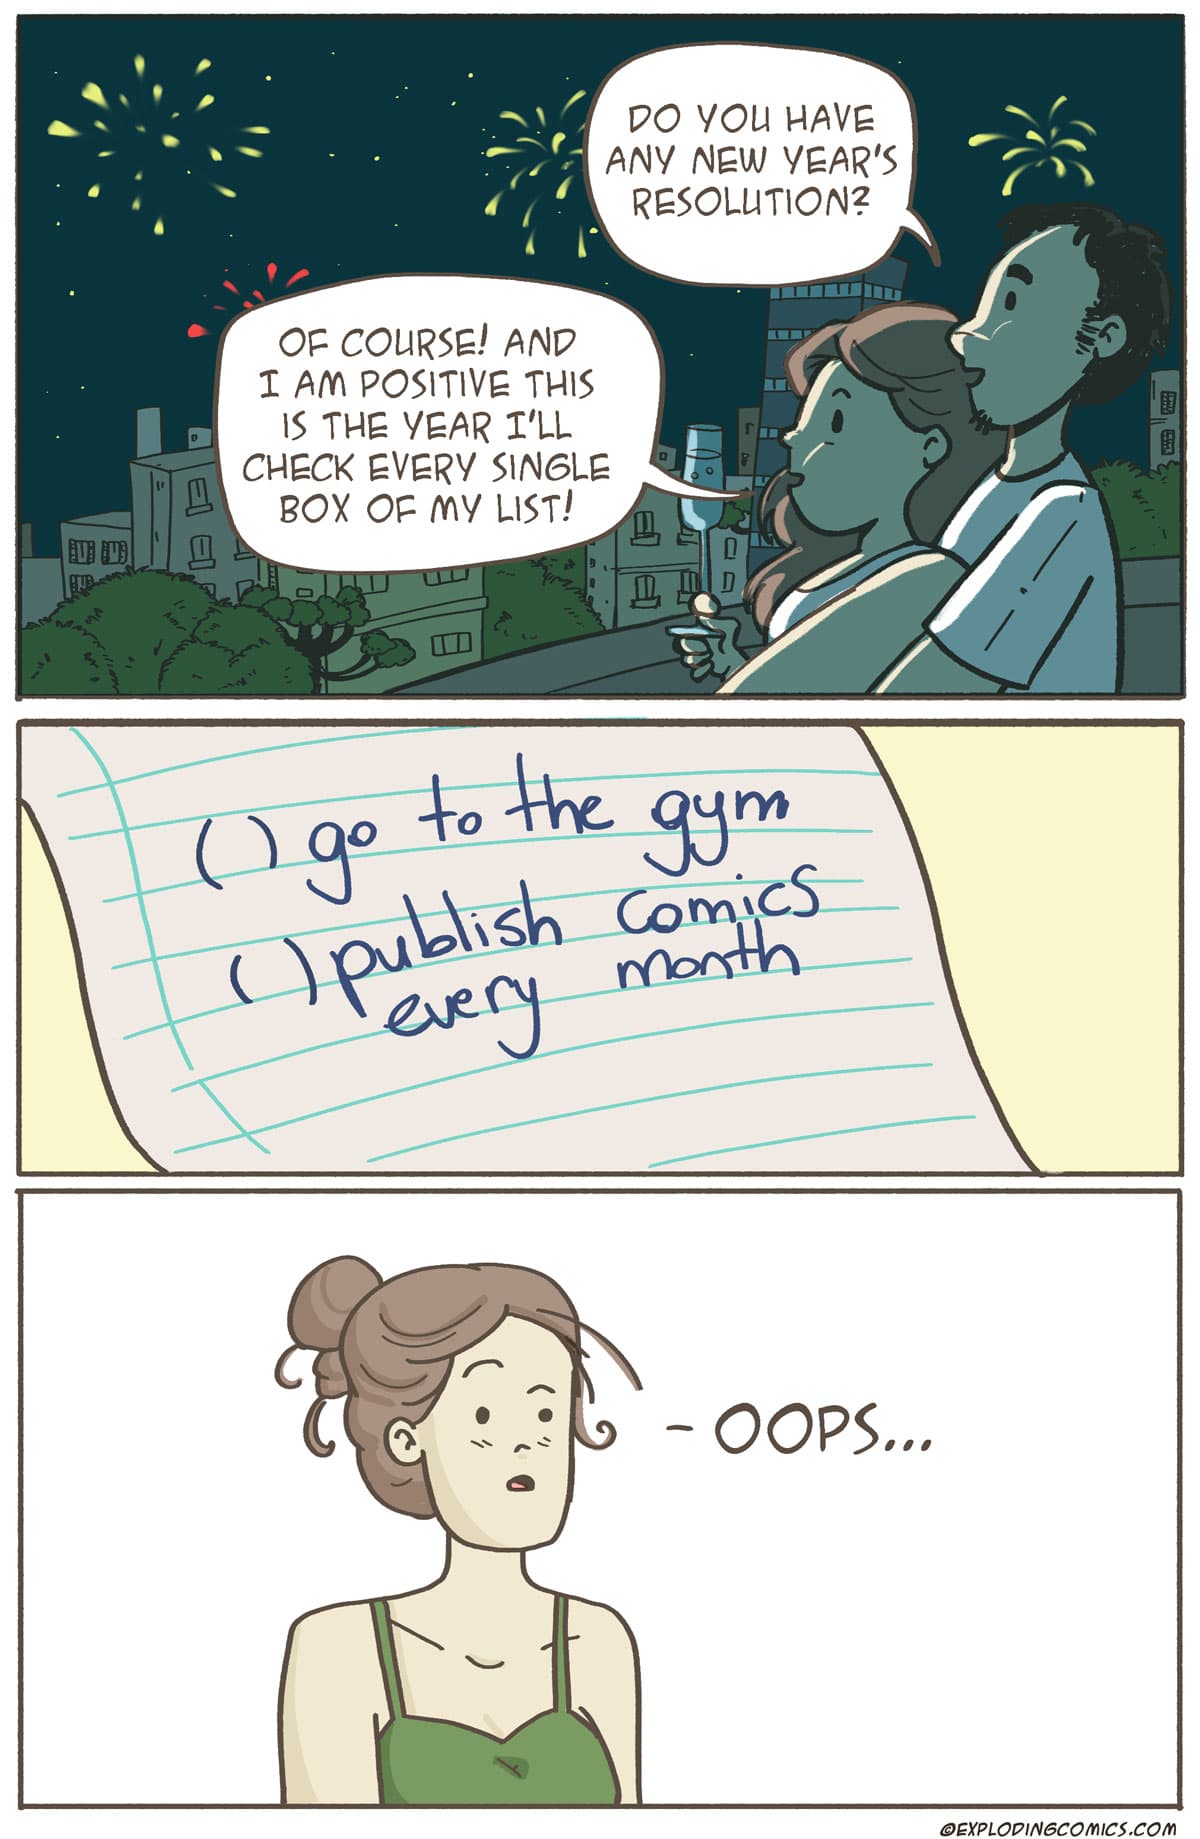 DO YOU HAVE
ANY NEW YEAR'S
RESOLUTION?
OF COURSE! AND
I AM POSITIVE THIS
IS THE YEAR I'LL
CHECK EVERY SINGLE
BOX OF MY LIST!
( ) go to the gym
( ) publish comics
every month
- OOPS...
©EXPLODINGCOMICS.COM